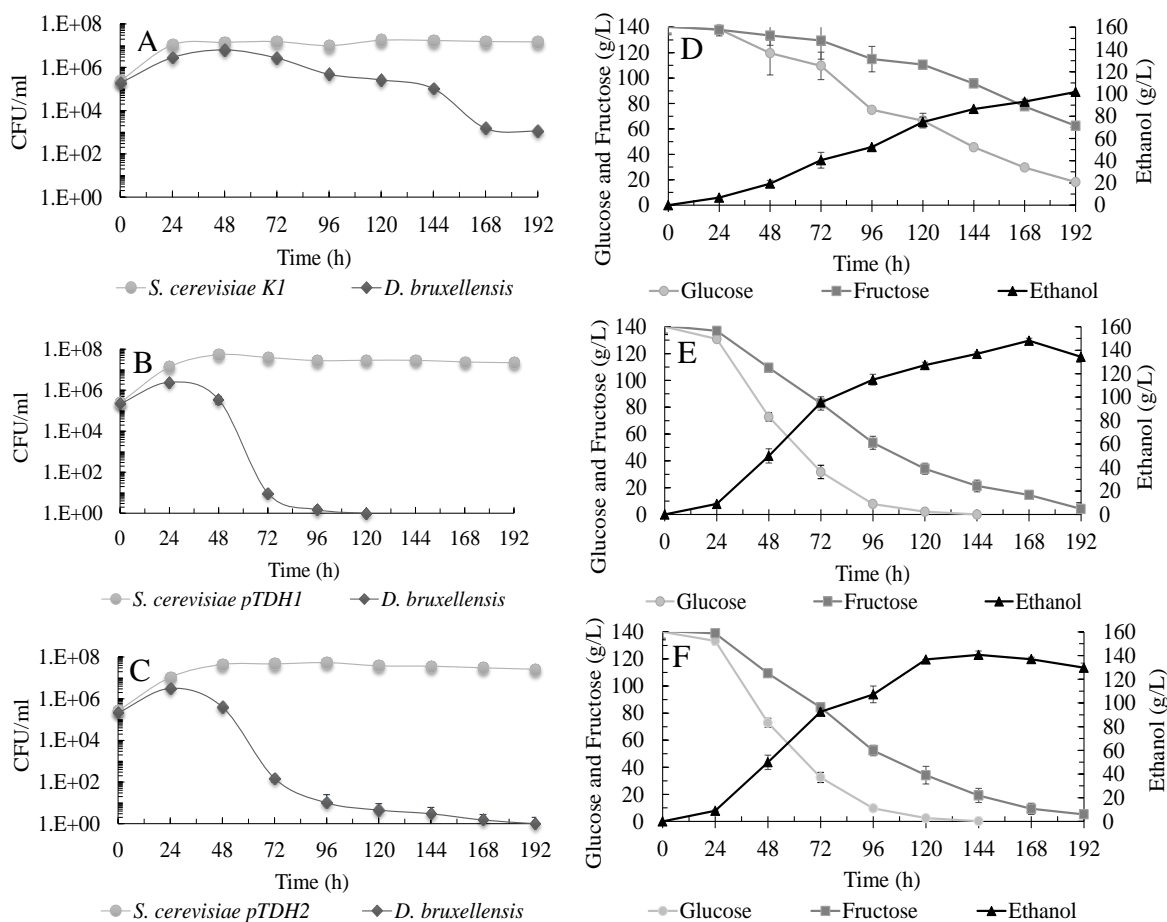 A
CFU/ml
1.E+08
1.E+06
1.E+04
1.E+02
1.E+00
0 24 48 72 96 120 144 168 192
Time (h)
S. cerevisiae K1 D. bruxellensis
D
Glucose and Fructose (g/L)
140
120
100
80
60
40
20
0
160
140
120
100
80
60
40
20
0
Ethanol (g/L)
0 24 48 72 96 120 144 168 192
Time (h)
Glucose Fructose Ethanol
B
CFU/ml
1.E+08
1.E+06
1.E+04
1.E+02
1.E+00
0 24 48 72 96 120 144 168 192
Time (h)
S. cerevisiae pTDH1 D. bruxellensis
E
Glucose and Fructose (g/L)
140
120
100
80
60
40
20
0
160
140
120
100
80
60
40
20
0
Ethanol (g/L)
0 24 48 72 96 120 144 168 192
Time (h)
Glucose Fructose Ethanol
C
CFU/ml
1.E+08
1.E+06
1.E+04
1.E+02
1.E+00
0 24 48 72 96 120 144 168 192
Time (h)
S. cerevisiae pTDH2 D. bruxellensis
F
Glucose and Fructose (g/L)
140
120
100
80
60
40
20
0
160
140
120
100
80
60
40
20
0
Ethanol (g/L)
0 24 48 72 96 120 144 168 192
Time (h)
Glucose Fructose Ethanol